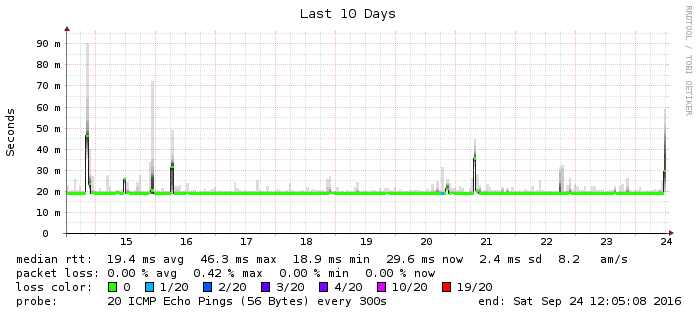 Last 10 Days
RRDTOOL / TOBI OETIKER
Seconds
90 m
80 m
70 m
60 m
50 m
40 m
30 m
20 m
10 m
0
15 16 17 18 19 20 21 22 23 24
median rtt: 19.4 ms avg 46.3 ms max 18.9 ms min 29.6 ms now 2.4 ms sd 8.2 am/s
packet loss: 0.00 % avg 0.42 % max 0.00 % min 0.00 % now
loss color: 0 1/20 2/20 3/20 4/20 10/20 19/20
probe: 20 ICMP Echo Pings (56 Bytes) every 300s end: Sat Sep 24 12:05:08 2016